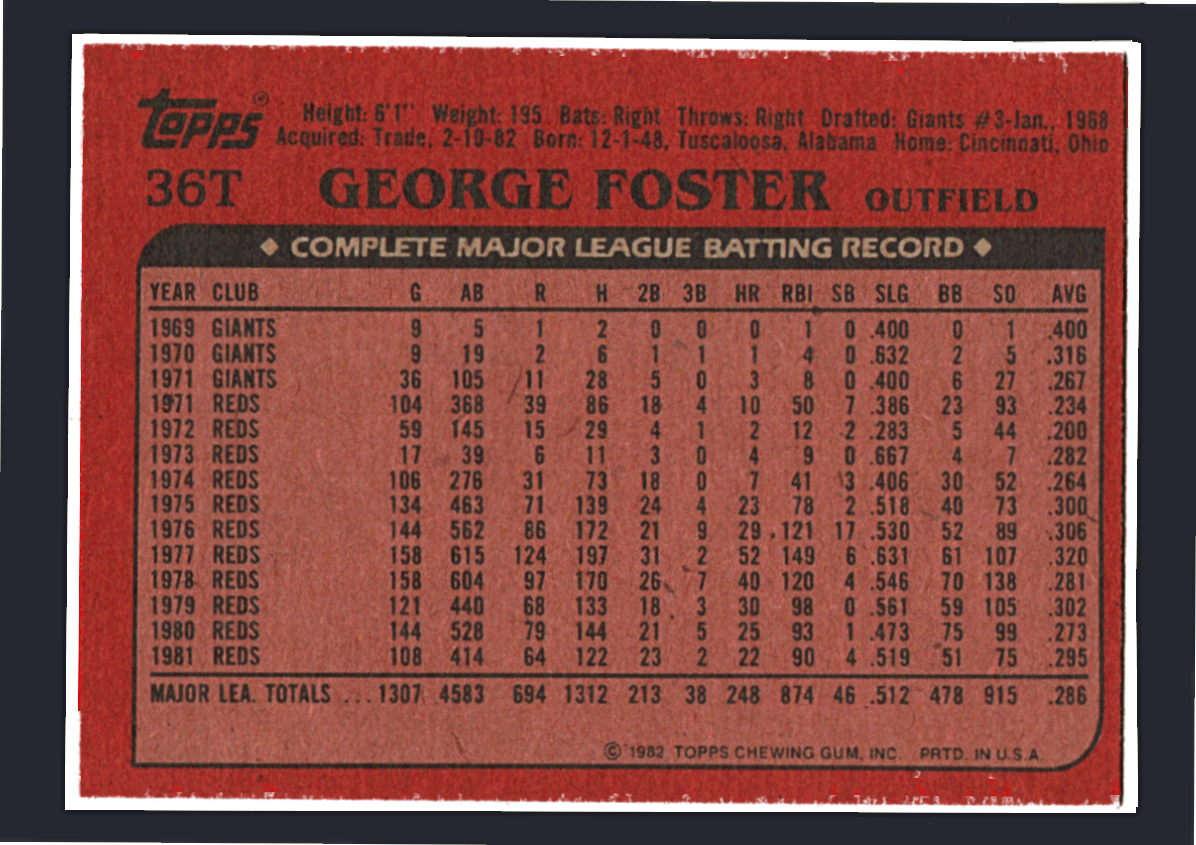 Topps®
Height: 6'1" Weight: 195 Bats: Right Throws: Right Drafted: Giants #3-Jan., 1968
Acquired: Trade, 2-10-82 Born: 12-1-48, Tuscaloosa, Alabama Home: Cincinnati, Ohio
36T GEORGE FOSTER OUTFIELD
◆ COMPLETE MAJOR LEAGUE BATTING RECORD ◆
YEAR CLUB G AB R H 2B 3B HR RBI SB SLG BB SO AVG
1969 GIANTS 9 5 1 2 0 0 0 1 0 .400 0 1 .400
1970 GIANTS 9 19 2 6 1 1 1 4 0 .632 2 5 .316
1971 GIANTS 36 105 11 28 5 0 3 8 0 .400 6 27 .267
1971 REDS 104 368 39 86 18 4 10 50 7 .386 23 93 .234
1972 REDS 59 145 15 29 4 1 2 12 2 .283 5 44 .200
1973 REDS 17 39 6 11 3 0 4 9 0 .667 4 7 .282
1974 REDS 106 276 31 73 18 0 7 41 3 .406 30 52 .264
1975 REDS 134 463 71 139 24 4 23 78 2 .518 40 73 .300
1976 REDS 144 562 86 172 21 9 29 121 17 .530 52 89 .306
1977 REDS 158 615 124 197 31 2 52 149 6 .631 61 107 .320
1978 REDS 158 604 97 170 26 7 40 120 4 .546 70 138 .281
1979 REDS 121 440 68 133 18 3 30 98 0 .561 59 105 .302
1980 REDS 144 528 79 144 21 5 25 93 1 .473 75 99 .273
1981 REDS 108 414 64 122 23 2 22 90 4 .519 51 75 .295
MAJOR LEA. TOTALS ... 1307 4583 694 1312 213 38 248 874 46 .512 478 915 .286
© 1982 TOPPS CHEWING GUM, INC. PRTD. IN U.S.A